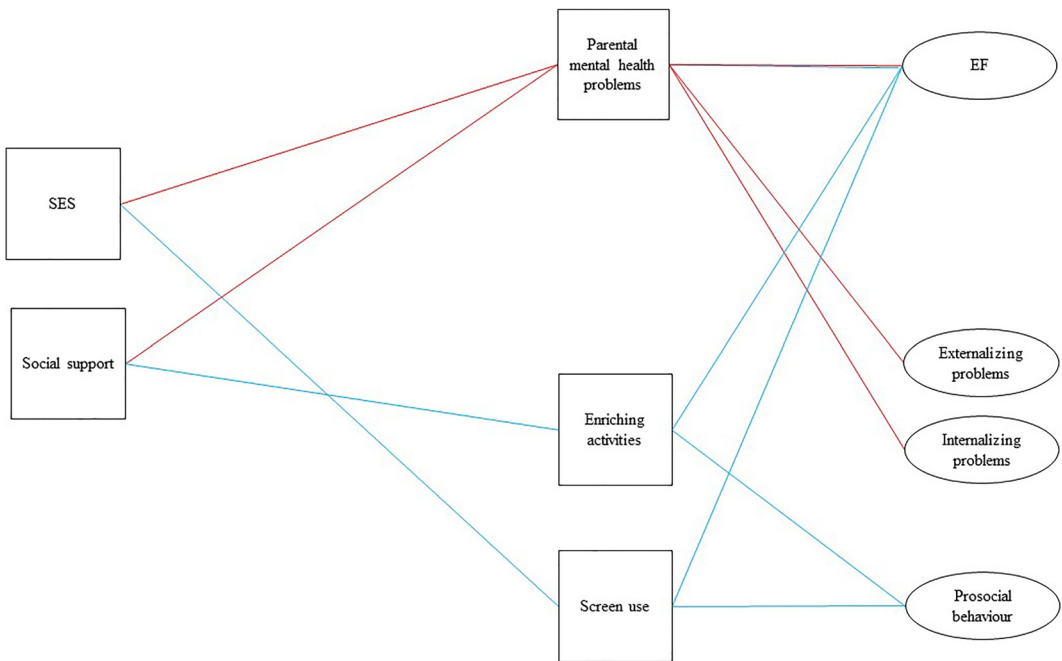 Parental
mental health
problems
EF
SES
Social support
Externalizing
problems
Enriching
activities
Internalizing
problems
Screen use
Prosocial
behaviour